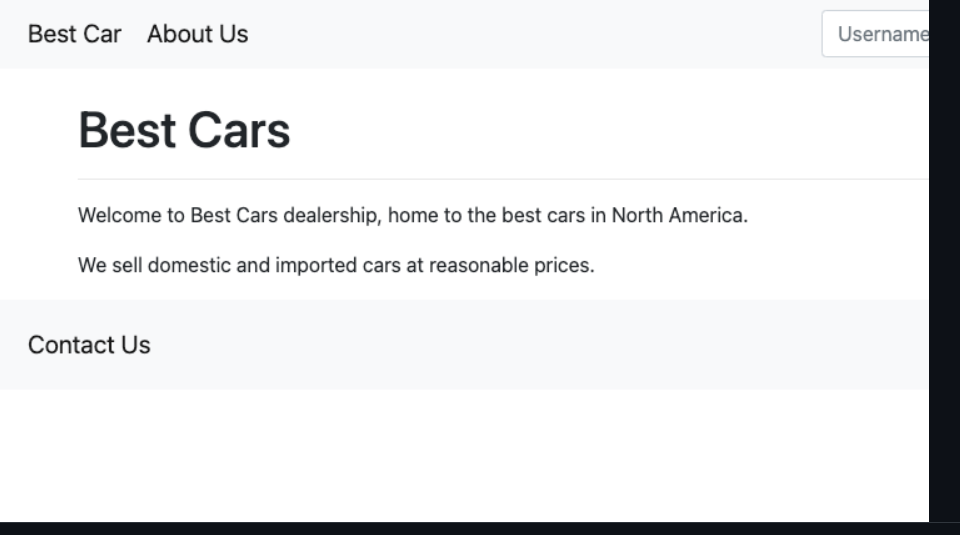 Best Car About Us Username
Best Cars
Welcome to Best Cars dealership, home to the best cars in North America.
We sell domestic and imported cars at reasonable prices.
Contact Us